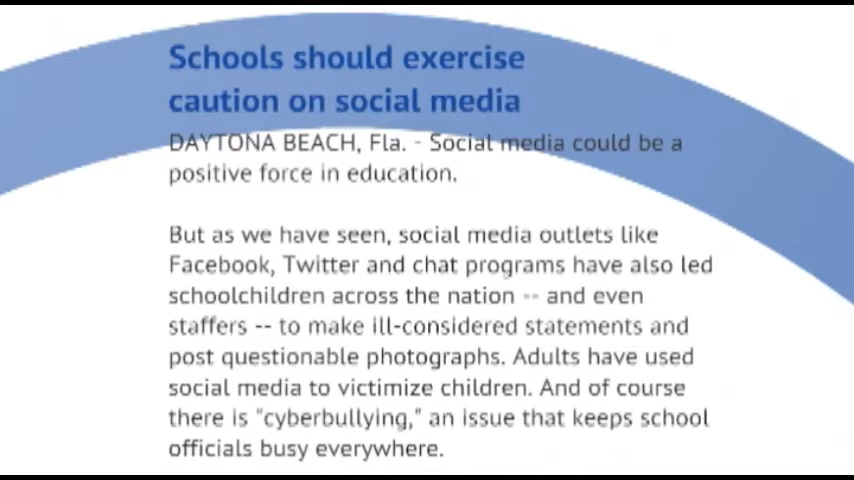 Schools should exercise
caution on social media
DAYTONA BEACH, Fla. - Social media could be a
positive force in education.
But as we have seen, social media outlets like
Facebook, Twitter and chat programs have also led
schoolchildren across the nation -- and even
staffers -- to make ill-considered statements and
post questionable photographs. Adults have used
social media to victimize children. And of course
there is "cyberbullying," an issue that keeps school
officials busy everywhere.